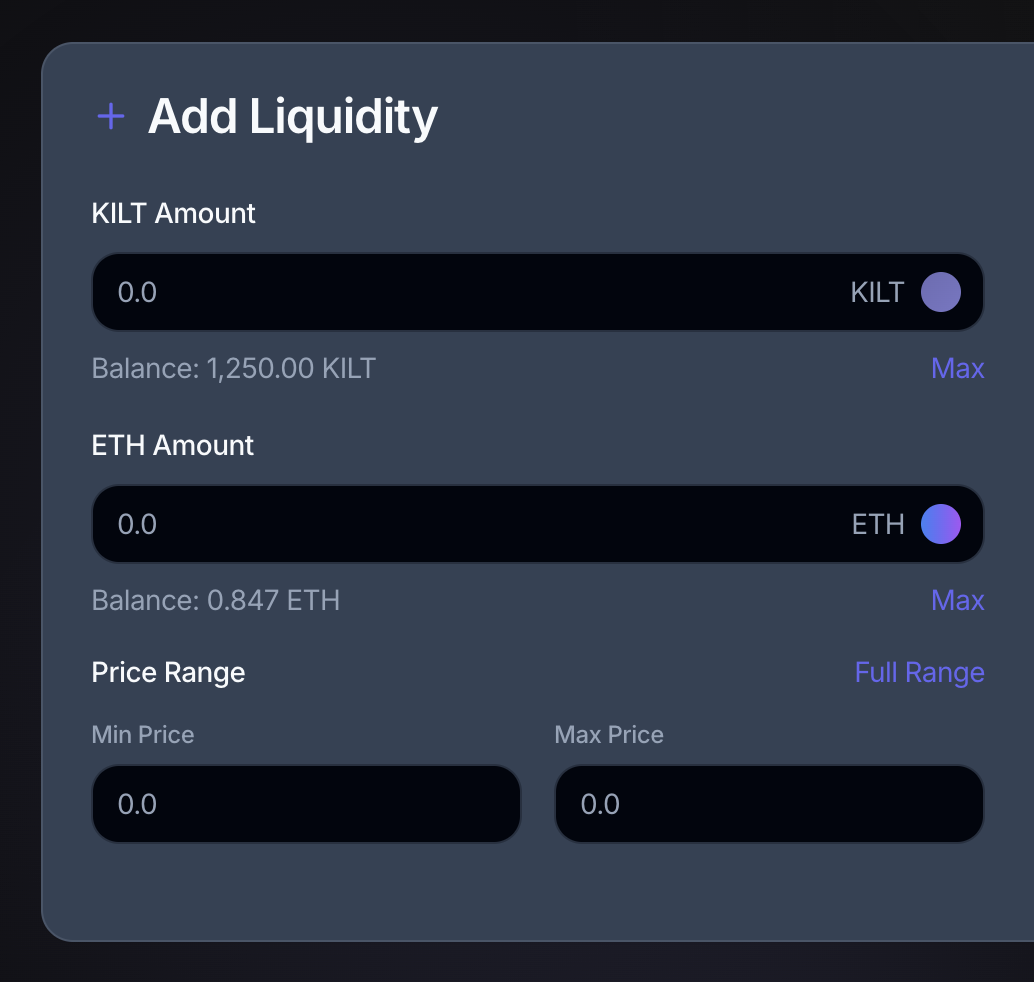 Add Liquidity
KILT Amount
0.0 KILT
Balance: 1,250.00 KILT Max
ETH Amount
0.0 ETH
Balance: 0.847 ETH Max
Price Range Full Range
Min Price Max Price
0.0 0.0